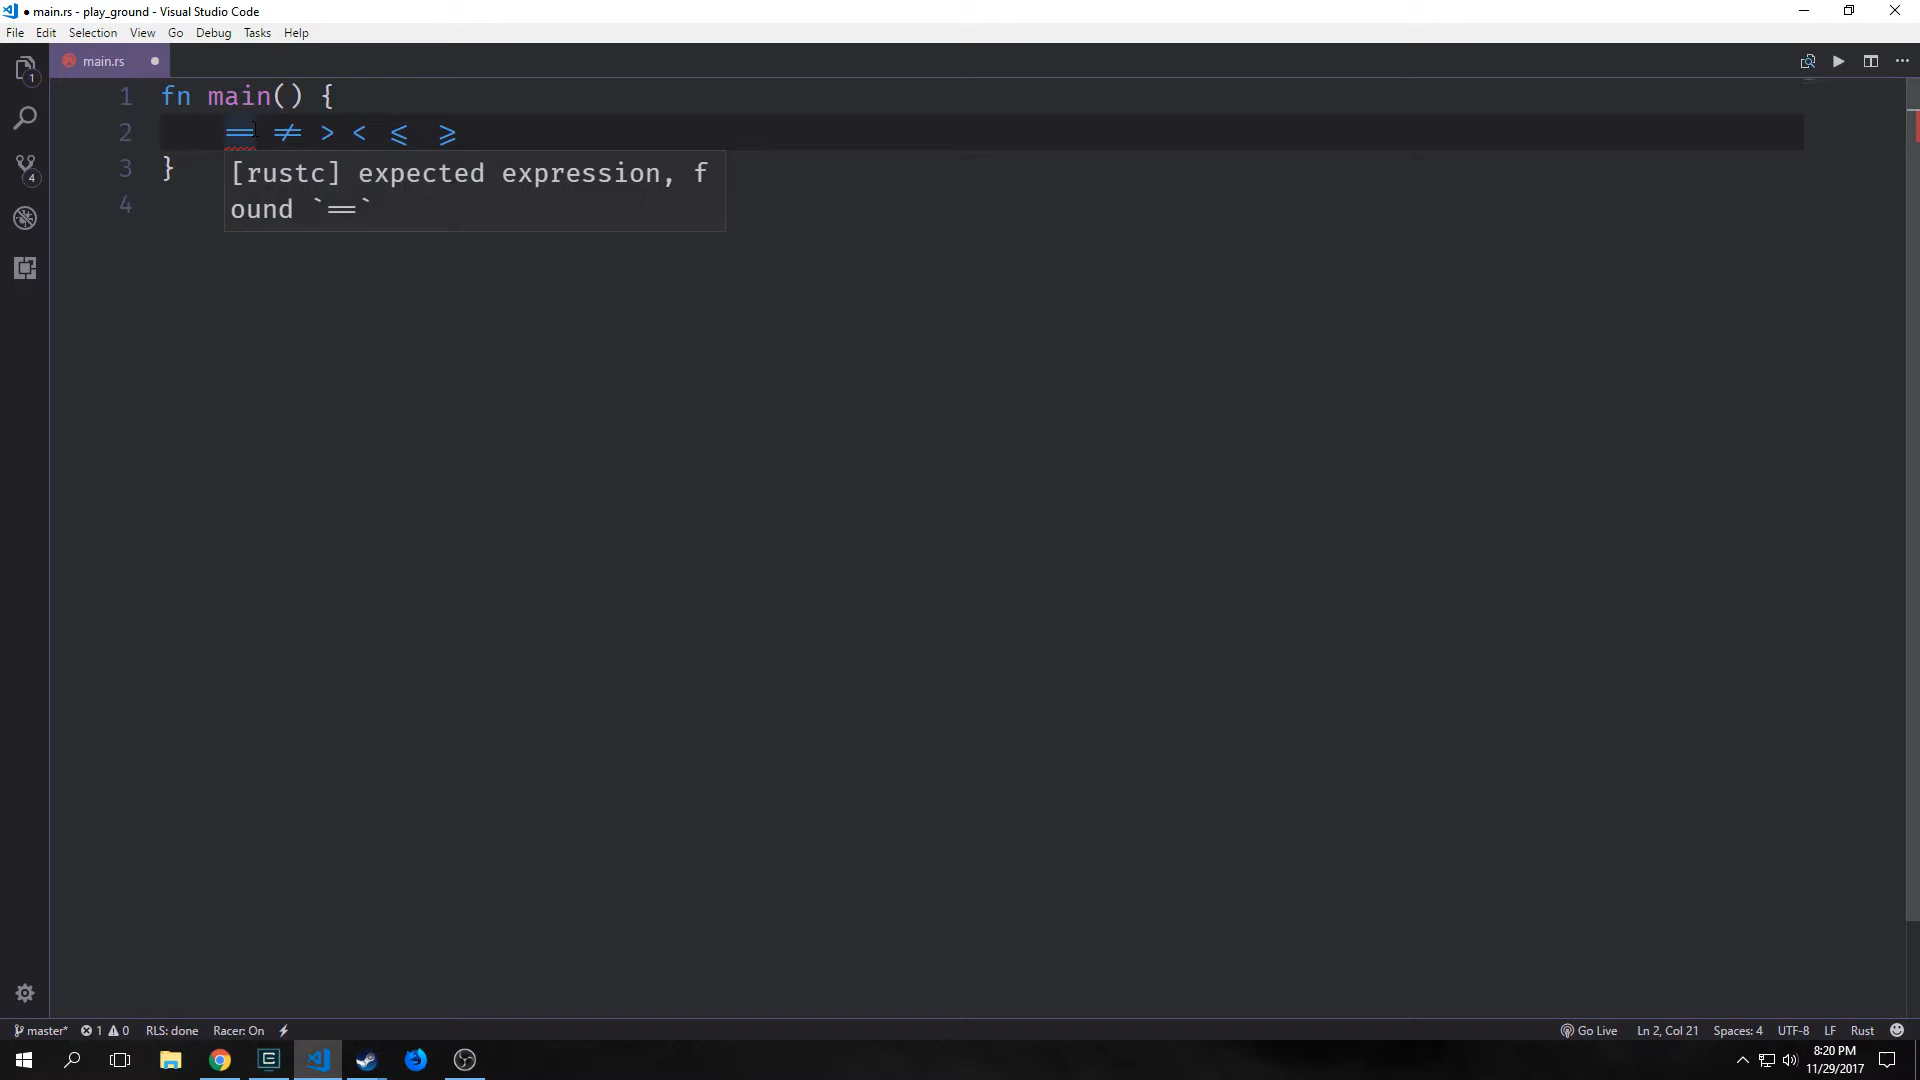 main.rs - play_ground - Visual Studio Code
File Edit Selection View Go Debug Tasks Help
main.rs
1 fn main() {
2 == != > < <= >=
3 }
4
[rustc] expected expression, f
ound `==`
1
4
master* 1 0 RLS: done Racer: On Go Live Ln 2, Col 21 Spaces: 4 UTF-8 LF Rust
8:20 PM
11/29/2017